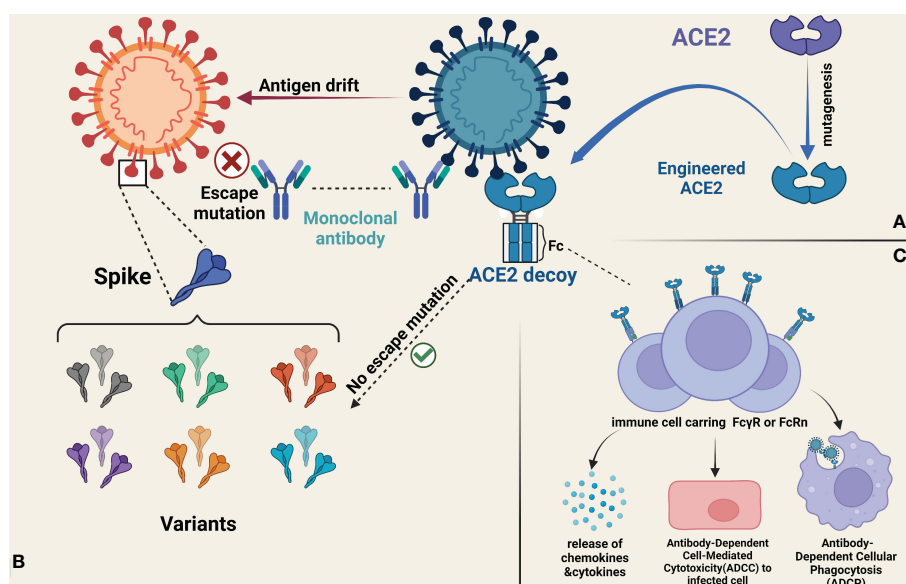 ACE2
mutagenesis
Engineered
ACE2
A
Antigen drift
Escape
mutation
Monoclonal
antibody
Fc
ACE2 decoy
No escape mutation
Spike
Variants
B
C
immune cell carring FcγR or FcRn
release of
chemokines
&cytokines
Antibody-Dependent
Cell-Mediated
Cytotoxicity(ADCC) to
infected cell
Antibody-
Dependent Cellular
Phagocytosis
(ADCP)